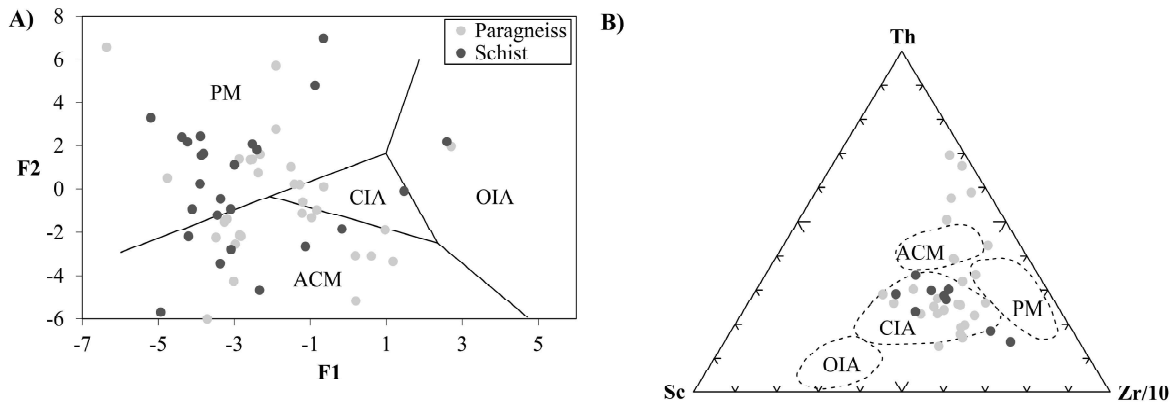 A)
8
6
4
2
0
-2
-4
-6
F2
-7
-5
-3
-1
1
3
5
F1
Paragneiss
Schist
PM
CIA
OIA
ACM
B)
Th
ACM
PM
CIA
OIA
Sc
Zr/10